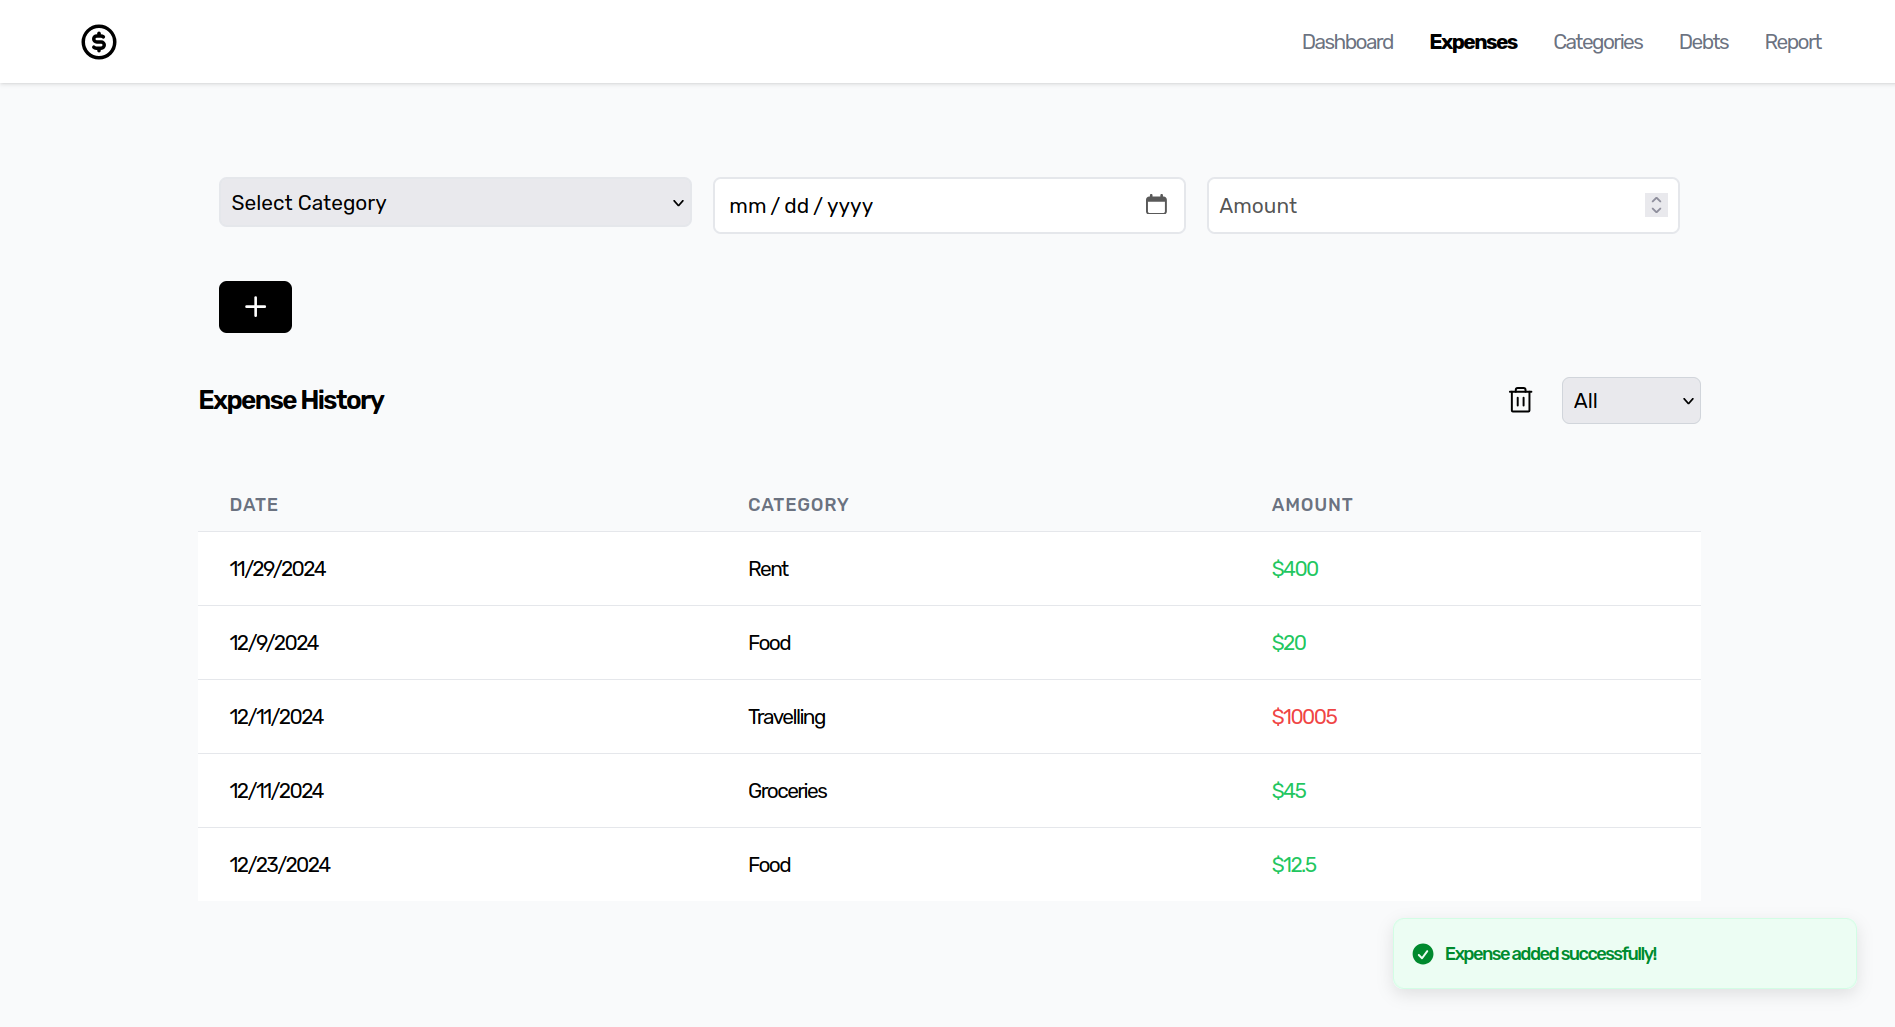 Dashboard Expenses Categories Debts Report
Select Category mm / dd / yyyy Amount
Expense History All
DATE CATEGORY AMOUNT
11/29/2024 Rent $400
12/9/2024 Food $20
12/11/2024 Travelling $10005
12/11/2024 Groceries $45
12/23/2024 Food $12.5
Expense added successfully!